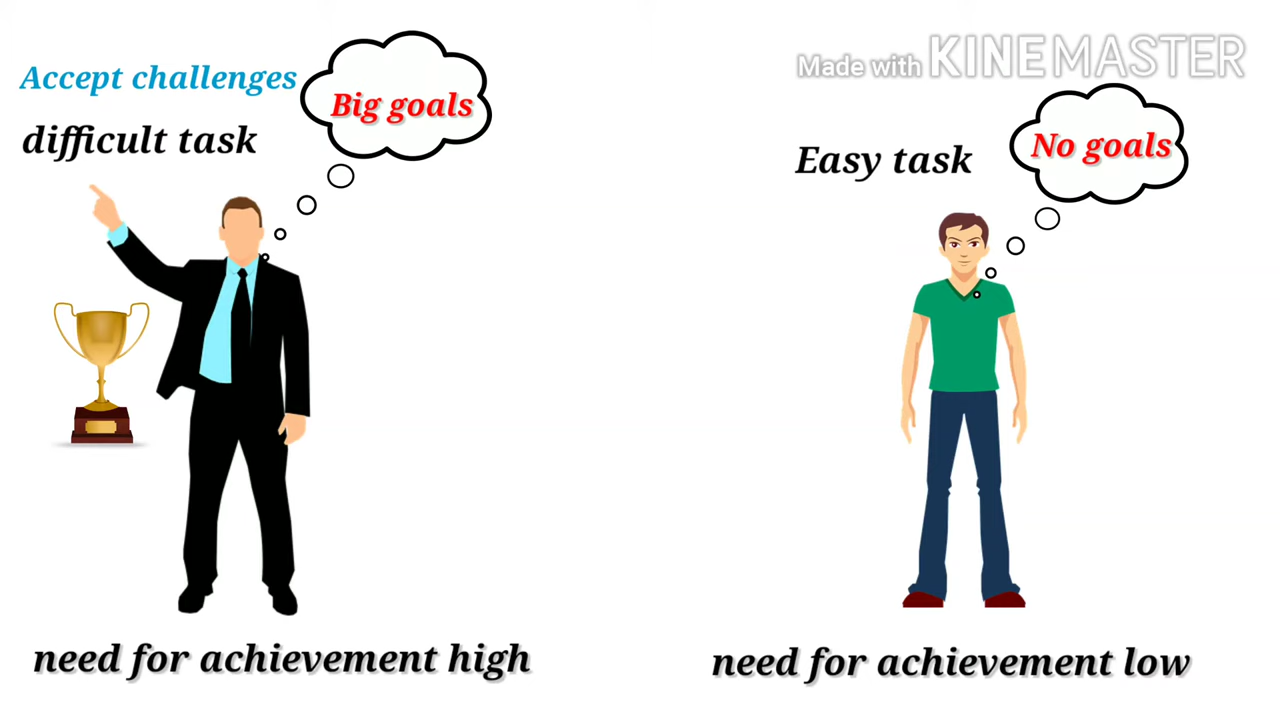 Accept challenges
Big goals
difficult task
need for achievement high
Made with KINEMASTER
No goals
Easy task
need for achievement low